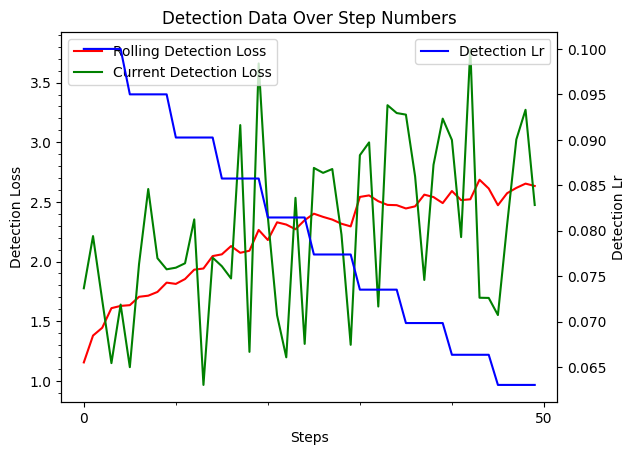 Detection Data Over Step Numbers
Rolling Detection Loss
Current Detection Loss
Detection Lr
3.5
3.0
2.5
2.0
1.5
1.0
Detection Loss
0.100
0.095
0.090
0.085
0.080
0.075
0.070
0.065
Detection Lr
0
50
Steps